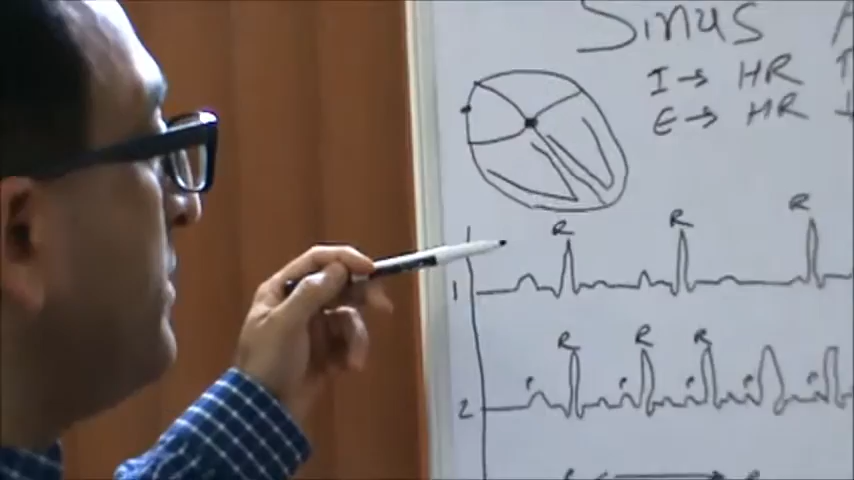 Sinus A
I → HR ↑
E → HR ↓
R R R
1
R R R
2 P P P P P